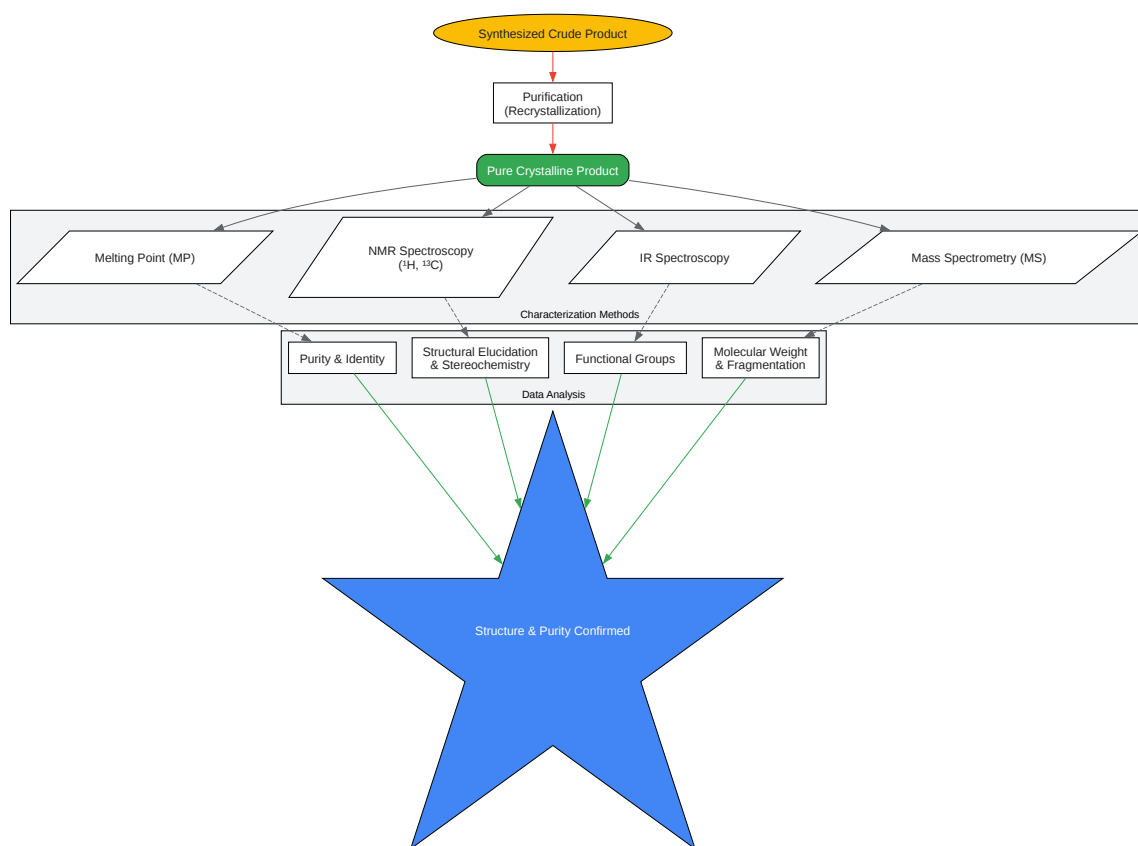 Synthesized Crude Product
Purification
(Recrystallization)
Pure Crystalline Product
Melting Point (MP)
NMR Spectroscopy
(¹H, ¹³C)
IR Spectroscopy
Mass Spectrometry (MS)
Characterization Methods
Purity & Identity
Structural Elucidation
& Stereochemistry
Functional Groups
Molecular Weight
& Fragmentation
Data Analysis
Structure & Purity Confirmed